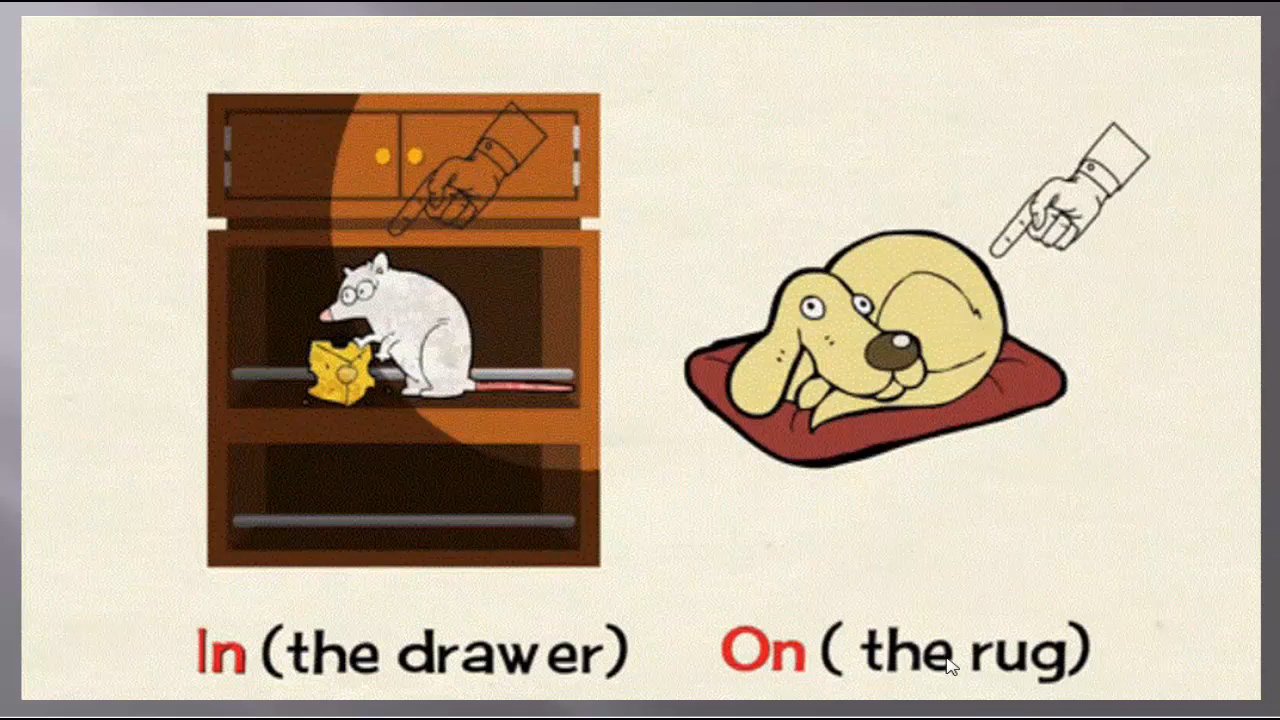 In (the drawer)
On ( the rug)